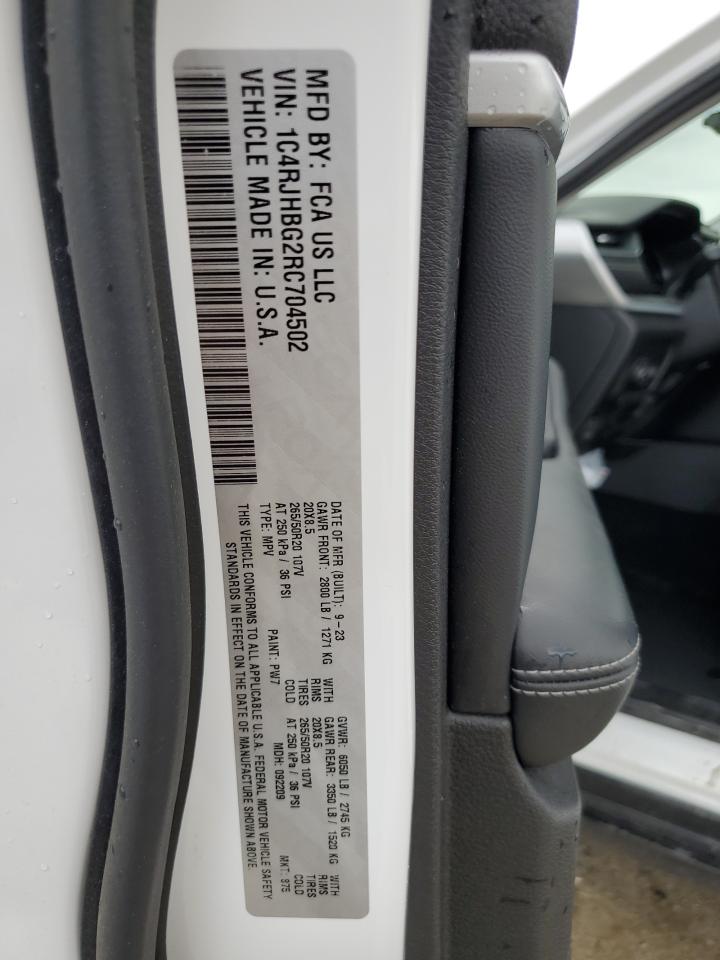 MFD BY: FCA US LLC
VIN: 1C4RJHBG2RC704502
VEHICLE MADE IN: U.S.A.
DATE OF MFR (BUILT): 9-23 GVWR: 6050 LB / 2745 KG
GAWR FRONT: 2800 LB / 1271 KG WITH GAWR REAR: 3350 LB / 1520 KG WITH
20X8.5 RIMS 20X8.5 RIMS
265/50R20 107V TIRES 265/50R20 107V TIRES
AT 250 kPa / 36 PSI COLD AT 250 kPa / 36 PSI COLD
TYPE: MPV PAINT: PW7 MDH: 092209 MKT: 975
THIS VEHICLE CONFORMS TO ALL APPLICABLE U.S.A. FEDERAL MOTOR VEHICLE SAFETY
STANDARDS IN EFFECT ON THE DATE OF MANUFACTURE SHOWN ABOVE.